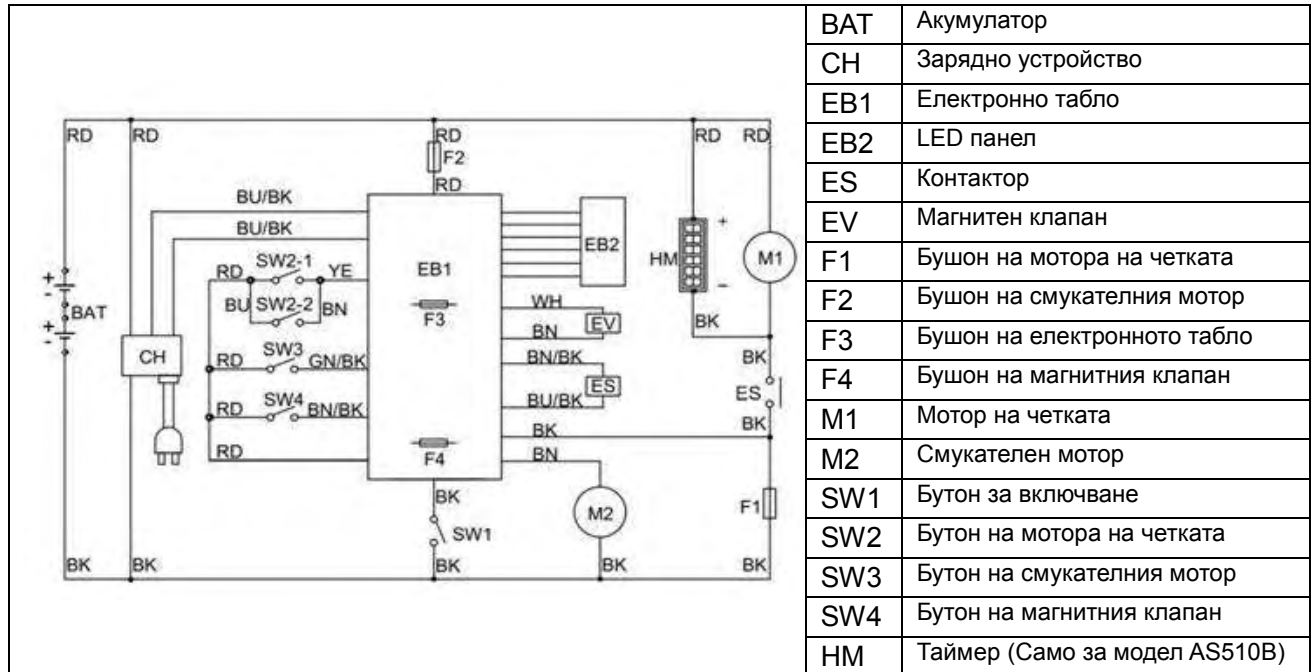 RD RD RD RD RD
F2
RD
BU/BK
BU/BK
SW2-1
RD YE
BU SW2-2 BN
SW3
RD GN/BK
SW4
RD BN/BK
RD
+
-
BAT
+
-
CH
EB1
F3
F4
EB2
WH
EV
BN
BN/BK
ES
BU/BK
BK
BN
HM
+
−
M1
BK
BK
ES
BK
F1
M2
BK
SW1
BK BK BK BK BK
BAT Акумулатор
CH Зарядно устройство
EB1 Електронно табло
EB2 LED панел
ES Контактор
EV Магнитен клапан
F1 Бушон на мотора на четката
F2 Бушон на смукателния мотор
F3 Бушон на електронното табло
F4 Бушон на магнитния клапан
M1 Мотор на четката
M2 Смукателен мотор
SW1 Бутон за включване
SW2 Бутон на мотора на четката
SW3 Бутон на смукателния мотор
SW4 Бутон на магнитния клапан
HM Таймер (Само за модел AS510B)